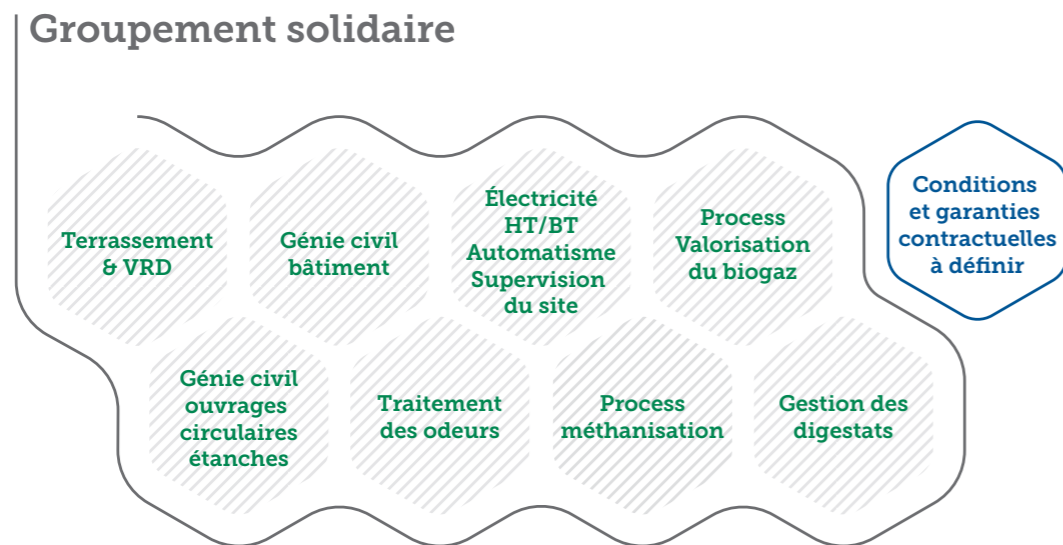 Groupement solidaire
Terrassement
& VRD
Génie civil
bâtiment
Électricité
HT/BT
Automatisme
Supervision
du site
Process
Valorisation
du biogaz
Conditions
et garanties
contractuelles
à définir
Génie civil
ouvrages
circulaires
étanches
Traitement
des odeurs
Process
méthanisation
Gestion des
digestats